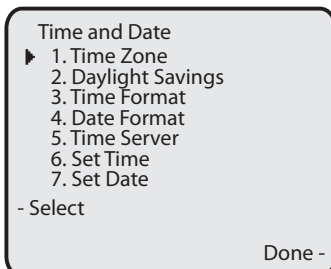 Time and Date
1. Time Zone
2. Daylight Savings
3. Time Format
4. Date Format
5. Time Server
6. Set Time
7. Set Date
- Select
Done -